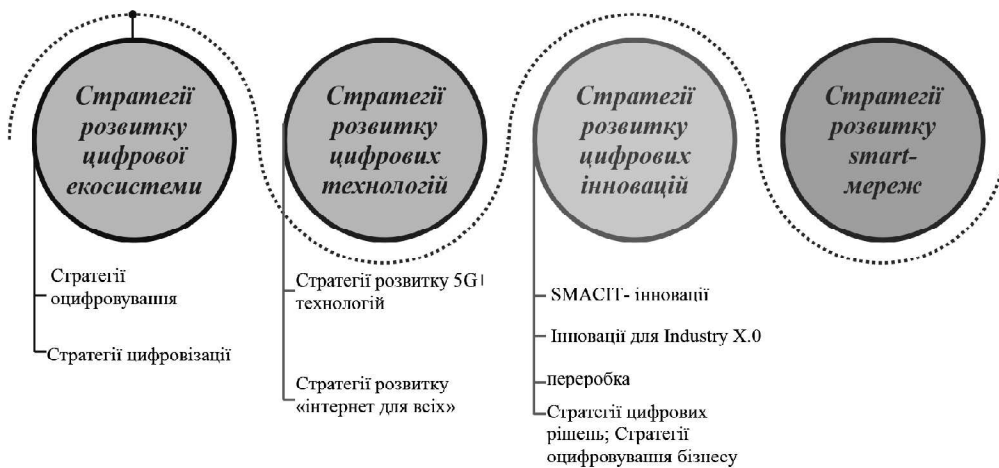 Стратегії
розвитку
цифрової
екосистеми
Стратегії
оцифровування
Стратегії цифровізації
Стратегії
розвитку
цифрових
технологій
Стратегії розвитку 5G+
технологій
Стратегії розвитку
«інтернет для всіх»
Стратегії
розвитку
цифрових
інновацій
SMACIT- інновації
Інновації для Industry X.0
переробка
Стратегії цифрових
рішень; Стратегії
оцифровування бізнесу
Стратегії
розвитку
smart-
мереж